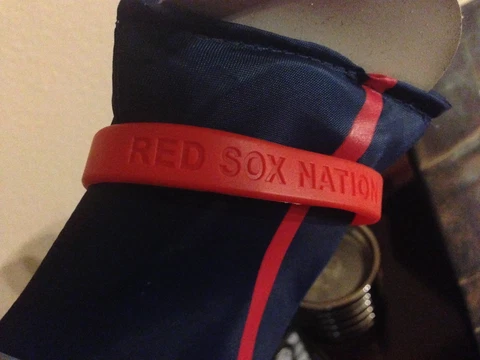 RED SOX NATION